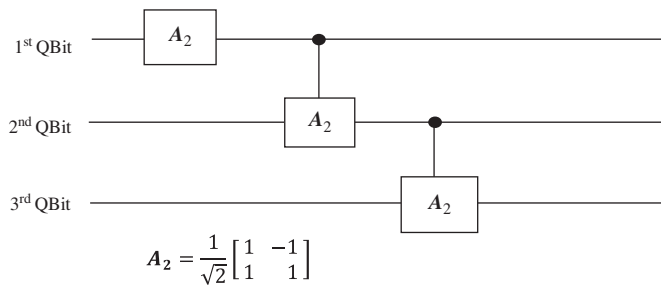 1st QBit
A₂
2nd QBit
A₂
3rd QBit
A₂
A₂ = 1/√2 [1 −1
1 1]